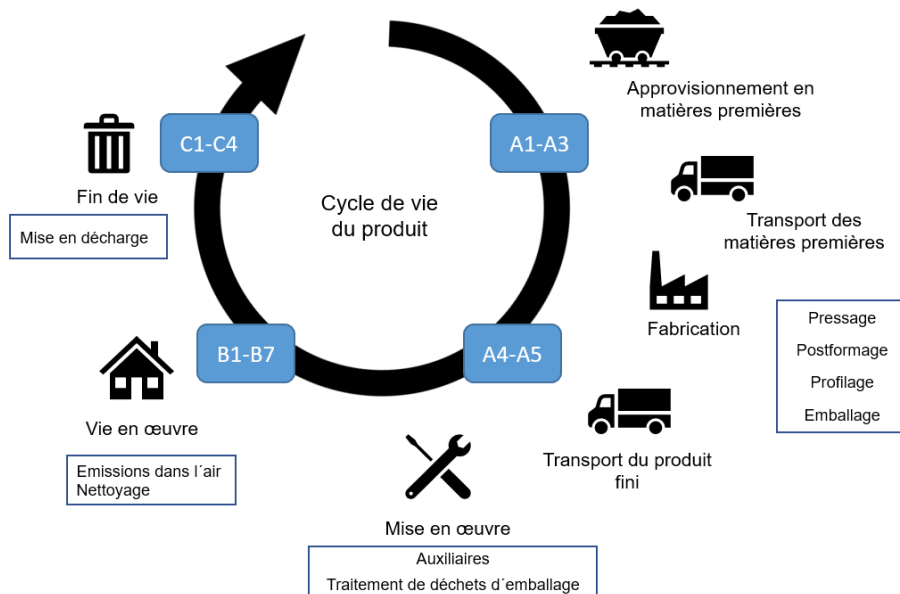 Approvisionnement en
matières premières
A1-A3
C1-C4
Transport des
matières premières
Cycle de vie
du produit
Fin de vie
Mise en décharge
Fabrication
Pressage
Postformage
Profilage
Emballage
A4-A5
B1-B7
Transport du produit
fini
Mise en œuvre
Auxiliaires
Traitement de déchets d´emballage
Vie en œuvre
Emissions dans l´air
Nettoyage